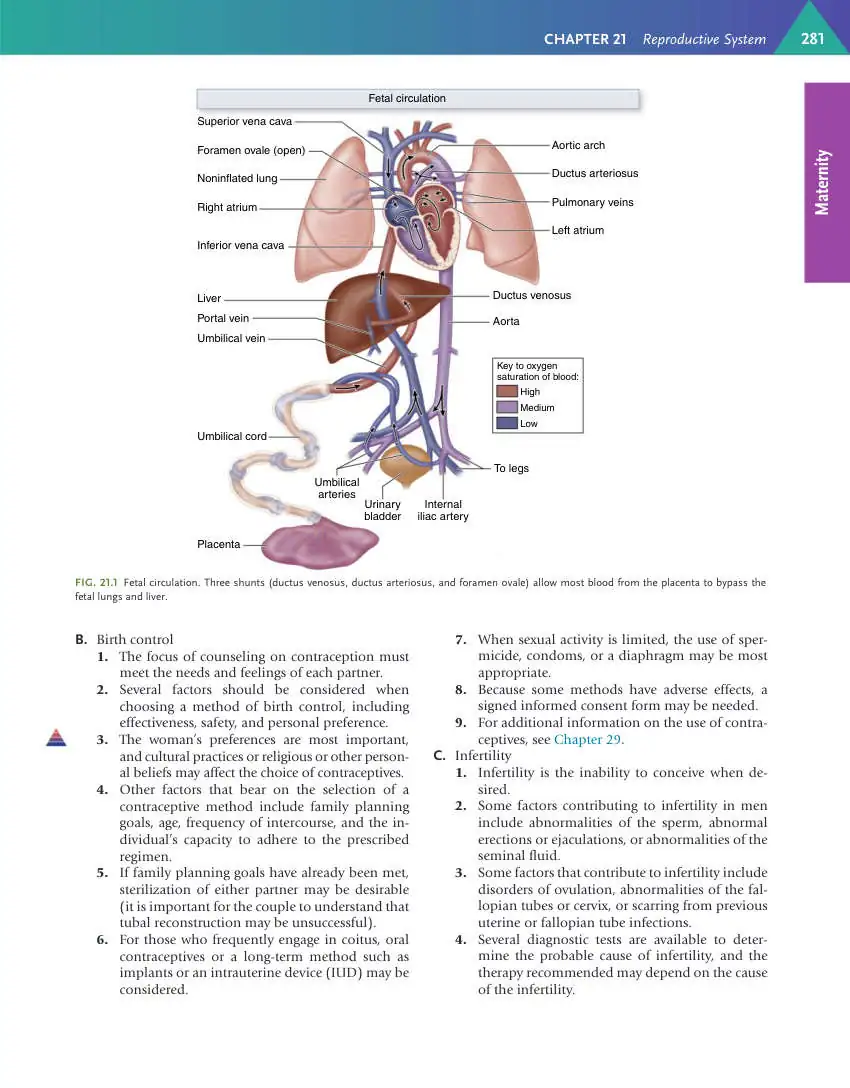 CHAPTER 21 Reproductive System 281
Maternity
Fetal circulation
Superior vena cava
Foramen ovale (open)
Noninflated lung
Right atrium
Inferior vena cava
Liver
Portal vein
Umbilical vein
Umbilical cord
Placenta
Aortic arch
Ductus arteriosus
Pulmonary veins
Left atrium
Ductus venosus
Aorta
Key to oxygen
saturation of blood:
High
Medium
Low
To legs
Umbilical
arteries
Urinary
bladder
Internal
iliac artery
FIG. 21.1 Fetal circulation. Three shunts (ductus venosus, ductus arteriosus, and foramen ovale) allow most blood from the placenta to bypass the
fetal lungs and liver.
B. Birth control
1. The focus of counseling on contraception must
meet the needs and feelings of each partner.
2. Several factors should be considered when
choosing a method of birth control, including
effectiveness, safety, and personal preference.
3. The woman's preferences are most important,
and cultural practices or religious or other person-
al beliefs may affect the choice of contraceptives.
4. Other factors that bear on the selection of a
contraceptive method include family planning
goals, age, frequency of intercourse, and the in-
dividual's capacity to adhere to the prescribed
regimen.
5. If family planning goals have already been met,
sterilization of either partner may be desirable
(it is important for the couple to understand that
tubal reconstruction may be unsuccessful).
6. For those who frequently engage in coitus, oral
contraceptives or a long-term method such as
implants or an intrauterine device (IUD) may be
considered.
7. When sexual activity is limited, the use of sper-
micide, condoms, or a diaphragm may be most
appropriate.
8. Because some methods have adverse effects, a
signed informed consent form may be needed.
9. For additional information on the use of contra-
ceptives, see Chapter 29.
C. Infertility
1. Infertility is the inability to conceive when de-
sired.
2. Some factors contributing to infertility in men
include abnormalities of the sperm, abnormal
erections or ejaculations, or abnormalities of the
seminal fluid.
3. Some factors that contribute to infertility include
disorders of ovulation, abnormalities of the fal-
lopian tubes or cervix, or scarring from previous
uterine or fallopian tube infections.
4. Several diagnostic tests are available to deter-
mine the probable cause of infertility, and the
therapy recommended may depend on the cause
of the infertility.